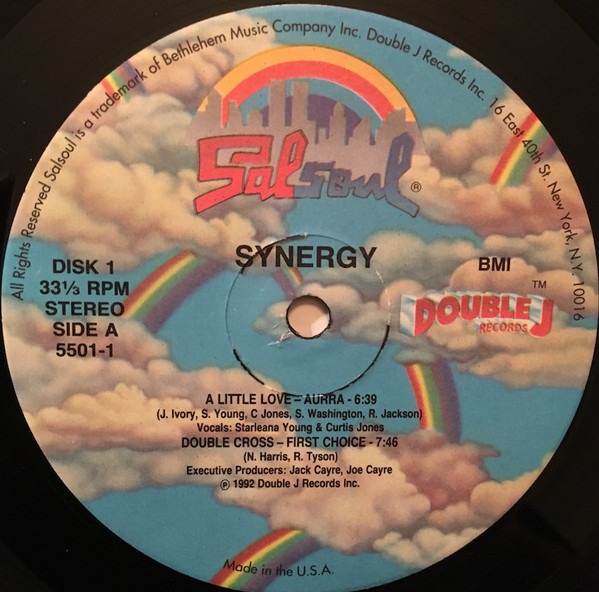 All Rights Reserved Salsoul is a trademark of Bethlehem Music Company Inc. Double J Records Inc. 16 East 40th St. New York, N.Y. 10016
Salsoul®
SYNERGY
DISK 1
33⅓ RPM
STEREO
SIDE A
5501-1
BMI
DOUBLE J™
RECORDS
A LITTLE LOVE – AURRA - 6:39
(J. Ivory, S. Young, C Jones, S. Washington, R. Jackson)
Vocals: Starleana Young & Curtis Jones
DOUBLE CROSS – FIRST CHOICE - 7:46
(N. Harris, R. Tyson)
Executive Producers: Jack Cayre, Joe Cayre
℗ 1992 Double J Records Inc.
Made in the U.S.A.